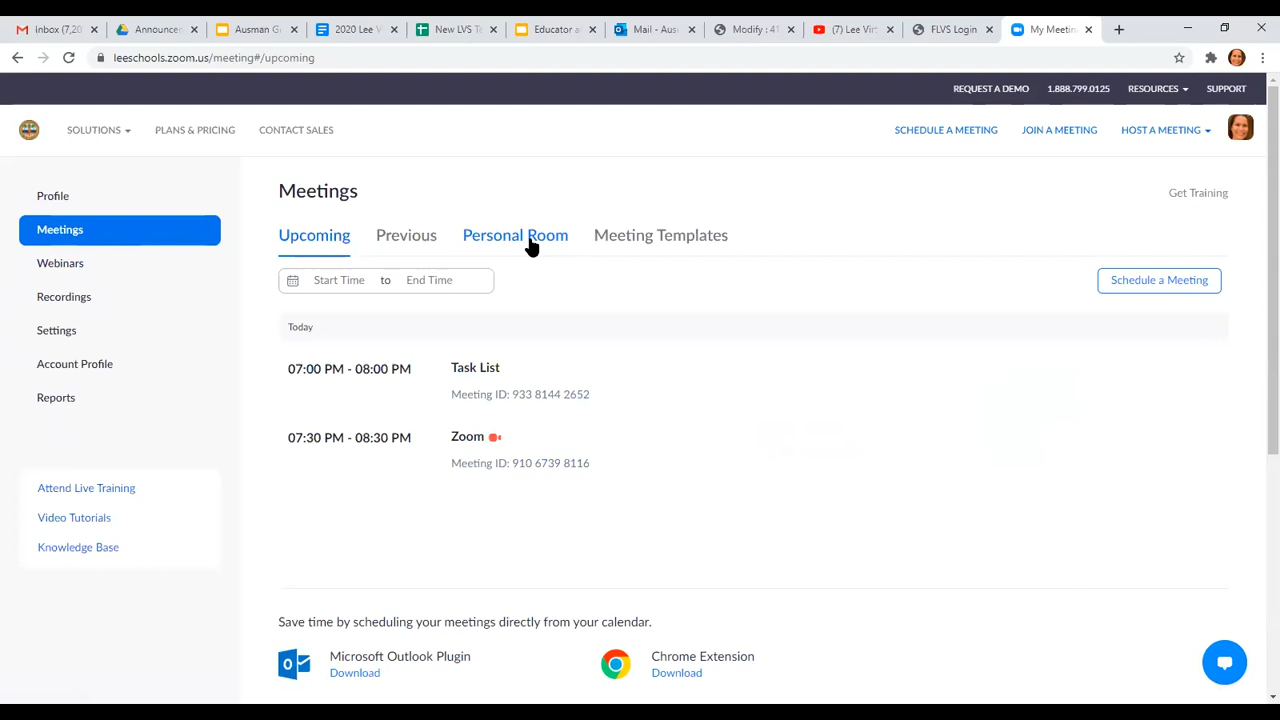 Inbox (7,20
Announcem
Ausman G
2020 Lee V
New LVS T
Educator a
Mail - Aus
Modify : 41
(7) Lee Virt
FLVS Login
My Meetin
leeschools.zoom.us/meeting#/upcoming
REQUEST A DEMO 1.888.799.0125 RESOURCES SUPPORT
SOLUTIONS PLANS & PRICING CONTACT SALES SCHEDULE A MEETING JOIN A MEETING HOST A MEETING
Profile
Meetings
Webinars
Recordings
Settings
Account Profile
Reports
Attend Live Training
Video Tutorials
Knowledge Base
Meetings
Get Training
Upcoming Previous Personal Room Meeting Templates
Start Time to End Time
Schedule a Meeting
Today
07:00 PM - 08:00 PM Task List
Meeting ID: 933 8144 2652
07:30 PM - 08:30 PM Zoom
Meeting ID: 910 6739 8116
Save time by scheduling your meetings directly from your calendar.
Microsoft Outlook Plugin
Download
Chrome Extension
Download